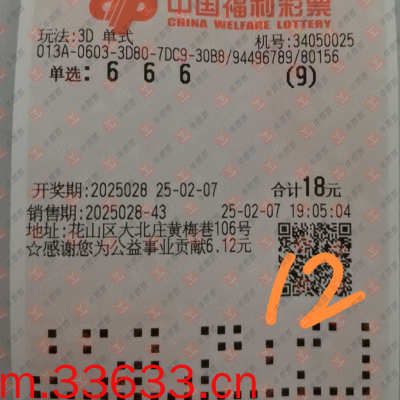 中国福利彩票
CHINA WELFARE LOTTERY
玩法:3D 单式 机号:34050025
013A-0603-3D80-7DC9-30B8/94496789/80156
单选: 6 6 6 (9)
开奖期:2025028 25-02-07 合计18元
销售期:2025028-43 25-02-07 19:05:04
地址:花山区大北庄黄梅巷106号
☆感谢您为公益事业贡献6.12元
12
m.33633.cn